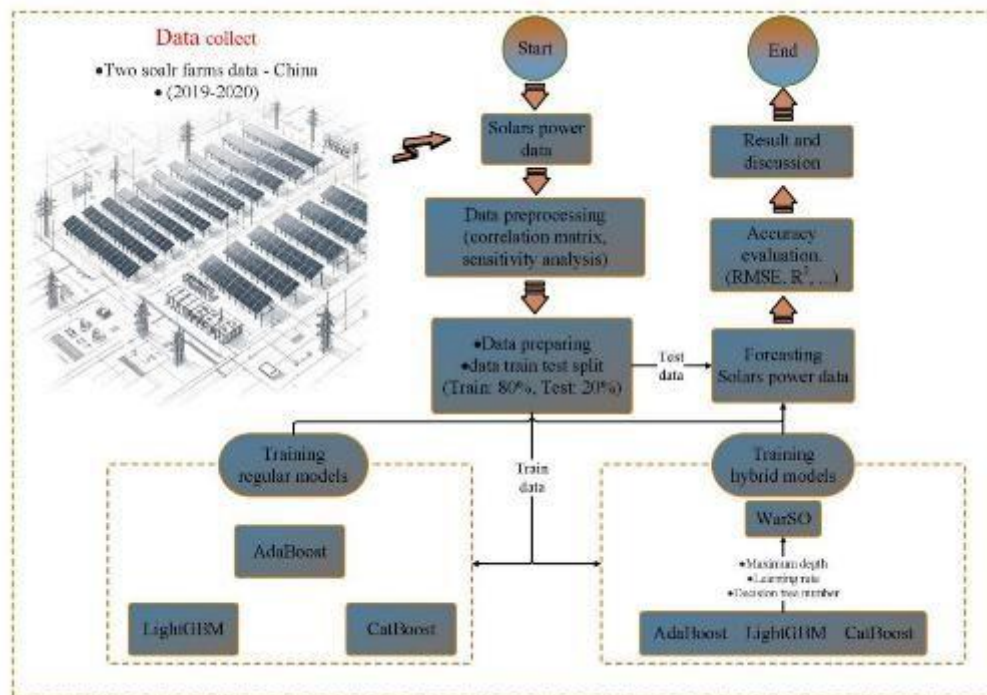 Data collect
•Two soalr farms data - China
• (2019-2020)
Start
Solars power
data
Data preprocessing
(correlation matrix,
sensitivity analysis)
•Data preparing
•data train test split
(Train: 80%, Test: 20%)
Test
data
End
Result and
discussion
Accuracy
evaluation.
(RMSE, R², ...)
Forcasting
Solars power data
Training
regular models
AdaBoost
LightGBM
CatBoost
Train
data
Training
hybrid models
WarSO
•Maximum depth
•Learning rate
•Decision tree number
AdaBoost LightGBM CatBoost